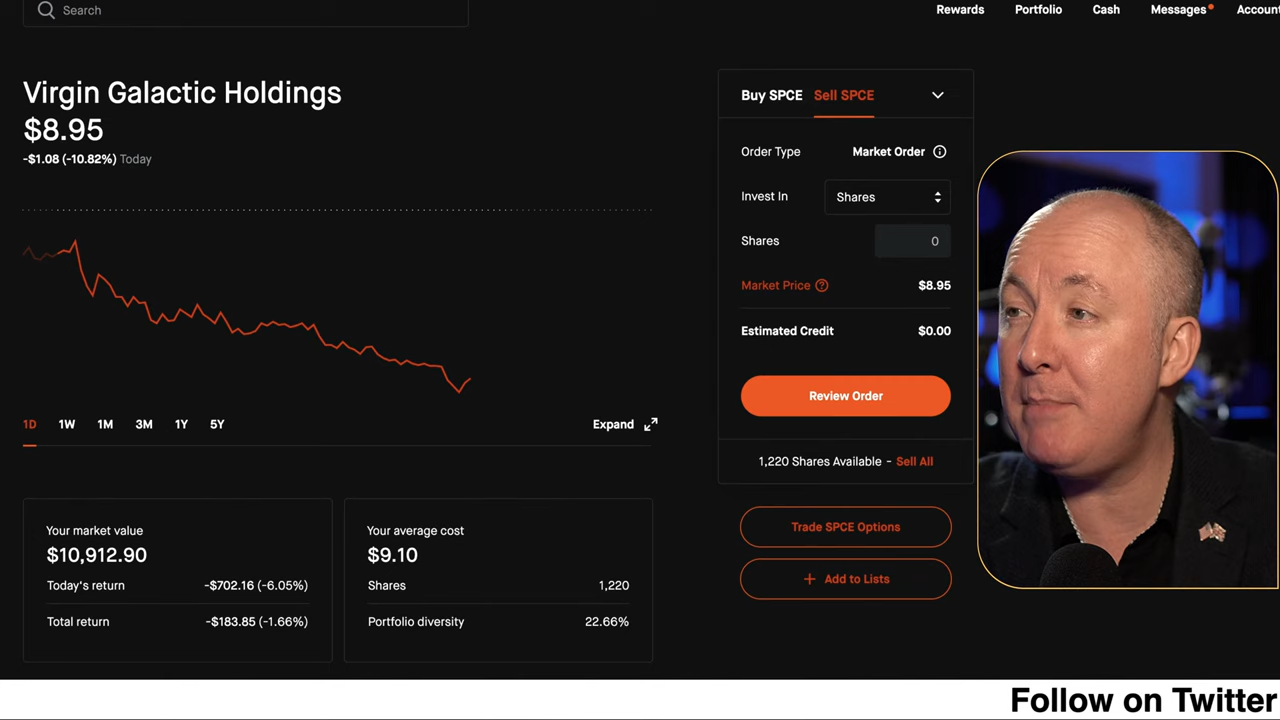 Search
Rewards
Portfolio
Cash
Messages
Account
Virgin Galactic Holdings
$8.95
-$1.08 (-10.82%) Today
1D 1W 1M 3M 1Y 5Y
Expand
Your market value
$10,912.90
Today's return -$702.16 (-6.05%)
Total return -$183.85 (-1.66%)
Your average cost
$9.10
Shares 1,220
Portfolio diversity 22.66%
Buy SPCE Sell SPCE
Order Type Market Order
Invest In Shares
Shares 0
Market Price $8.95
Estimated Credit $0.00
Review Order
1,220 Shares Available - Sell All
Trade SPCE Options
+ Add to Lists
Follow on Twitter